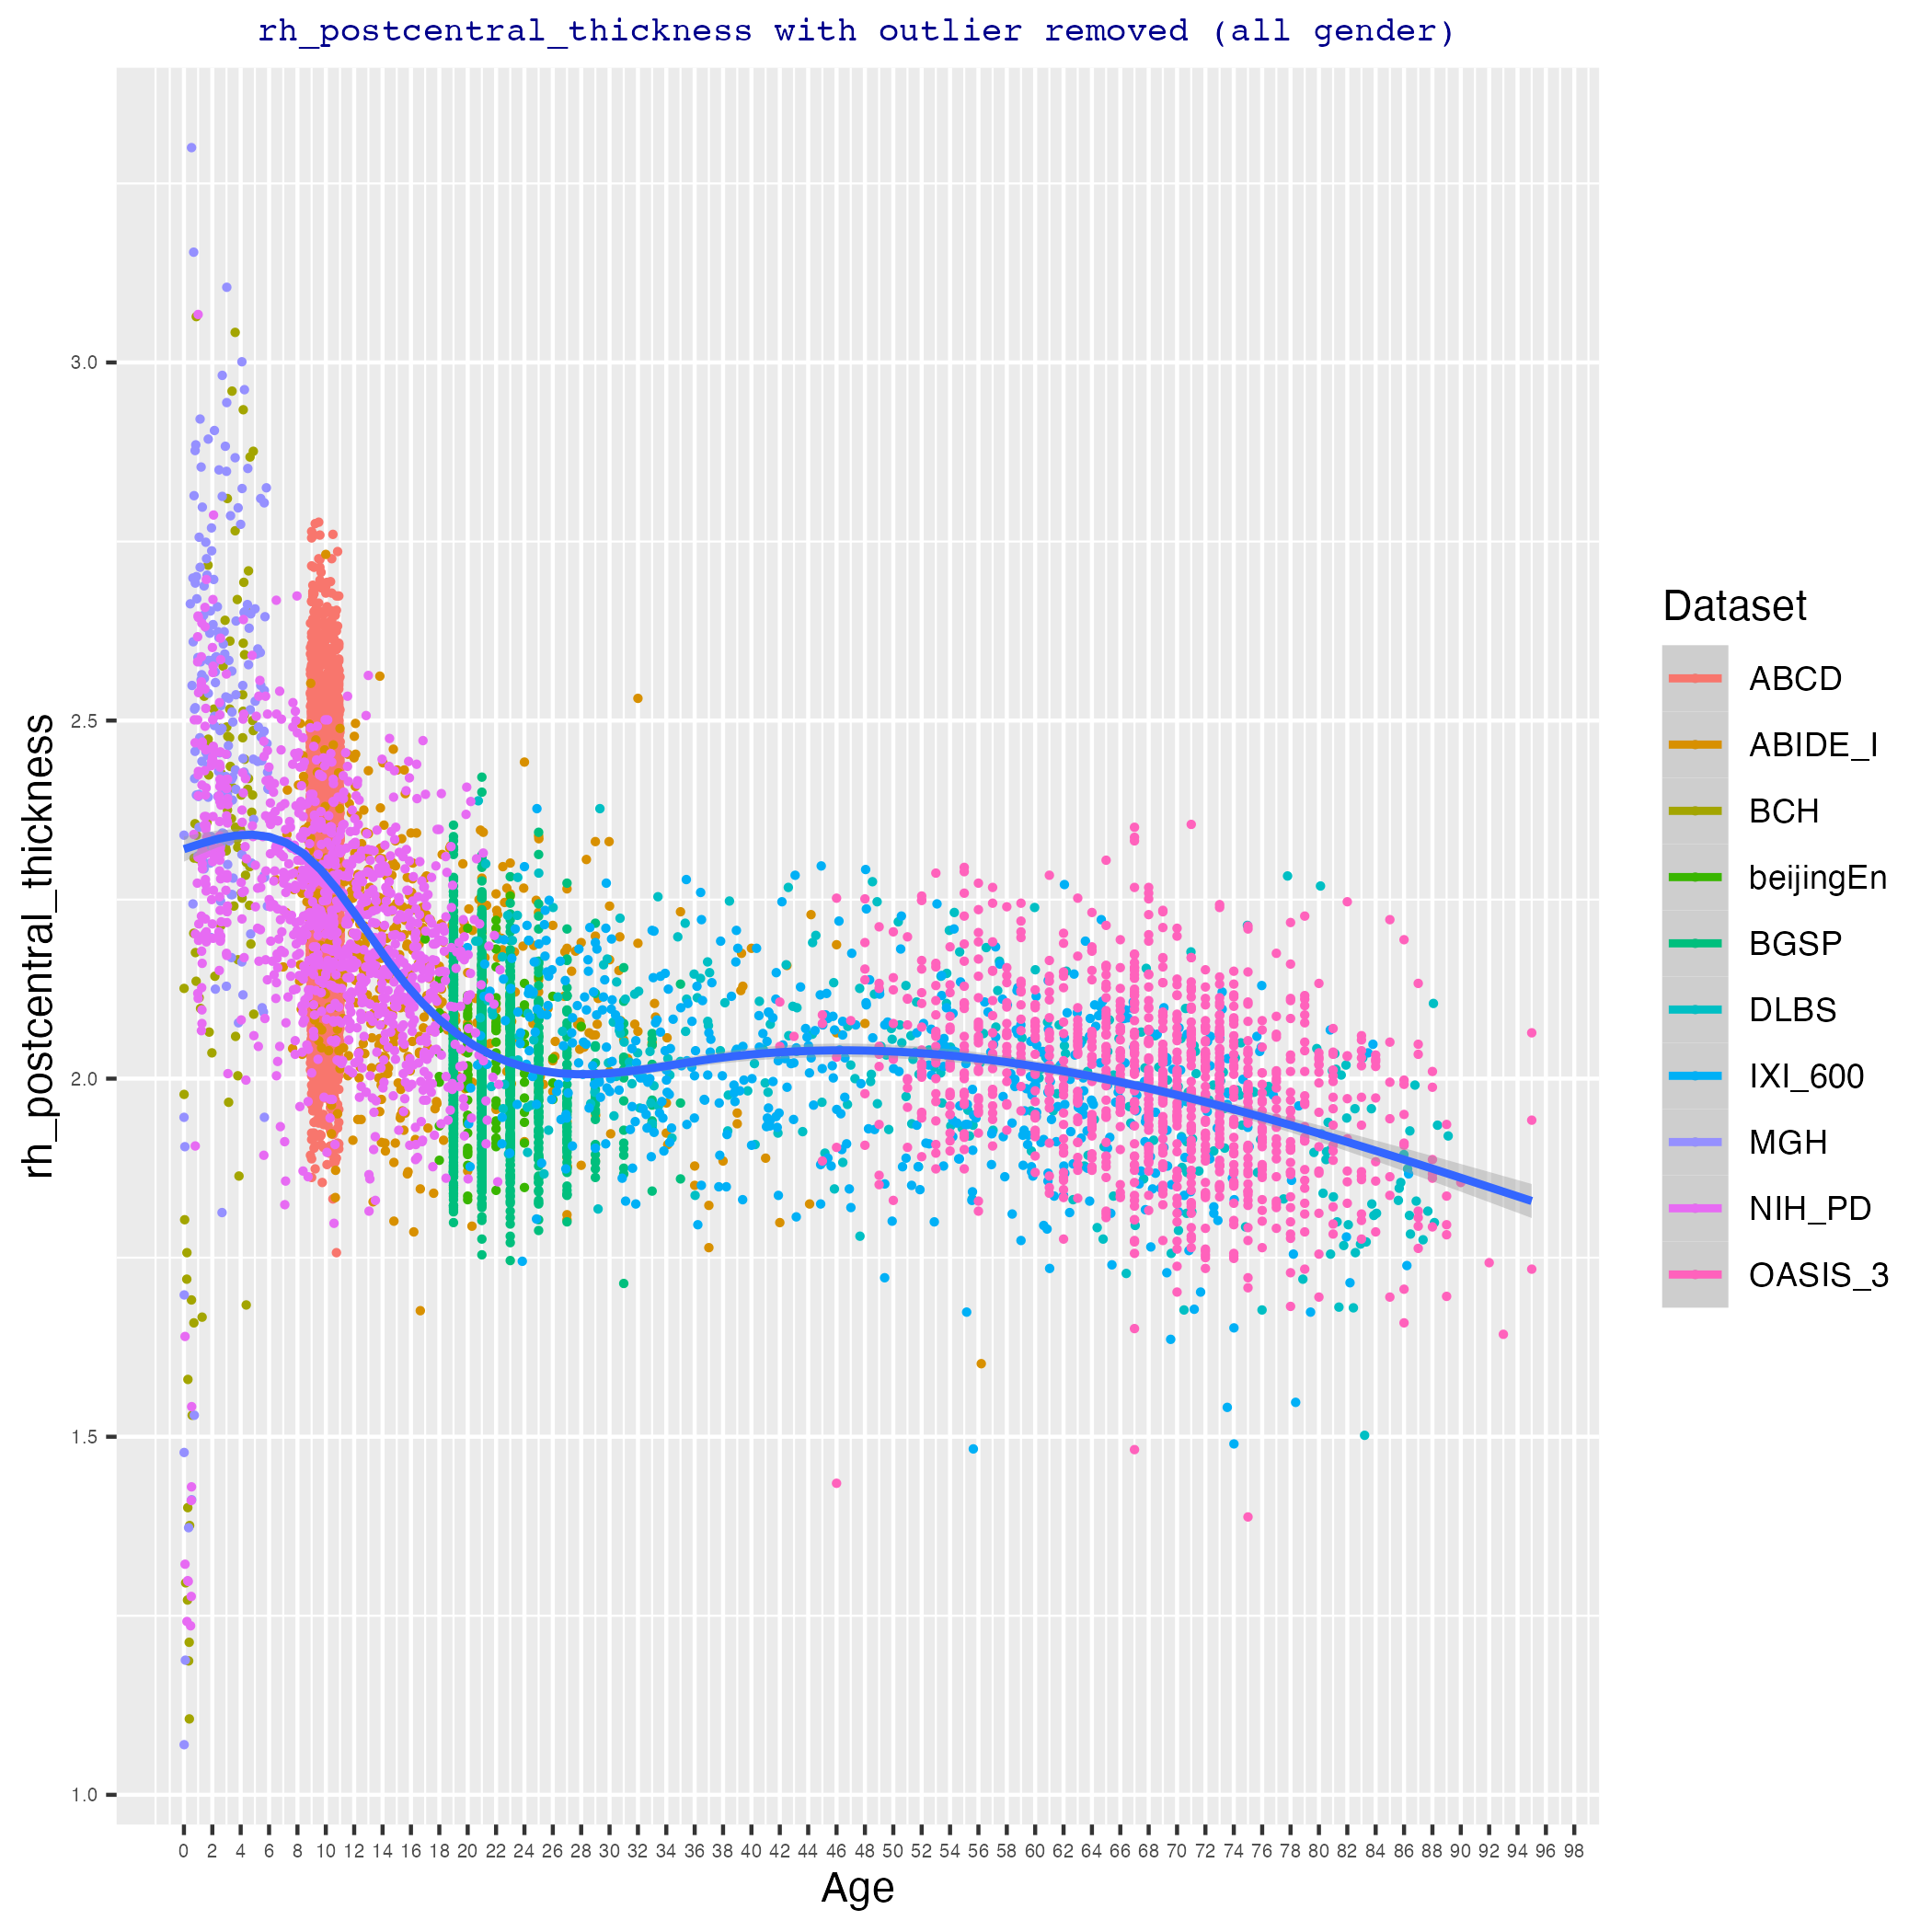 rh_postcentral_thickness with outlier removed (all gender)
rh_postcentral_thickness
3.0
2.5
2.0
1.5
1.0
0 2 4 6 8 10 12 14 16 18 20 22 24 26 28 30 32 34 36 38 40 42 44 46 48 50 52 54 56 58 60 62 64 66 68 70 72 74 76 78 80 82 84 86 88 90 92 94 96 98
Age
Dataset
ABCD
ABIDE_I
BCH
beijingEn
BGSP
DLBS
IXI_600
MGH
NIH_PD
OASIS_3